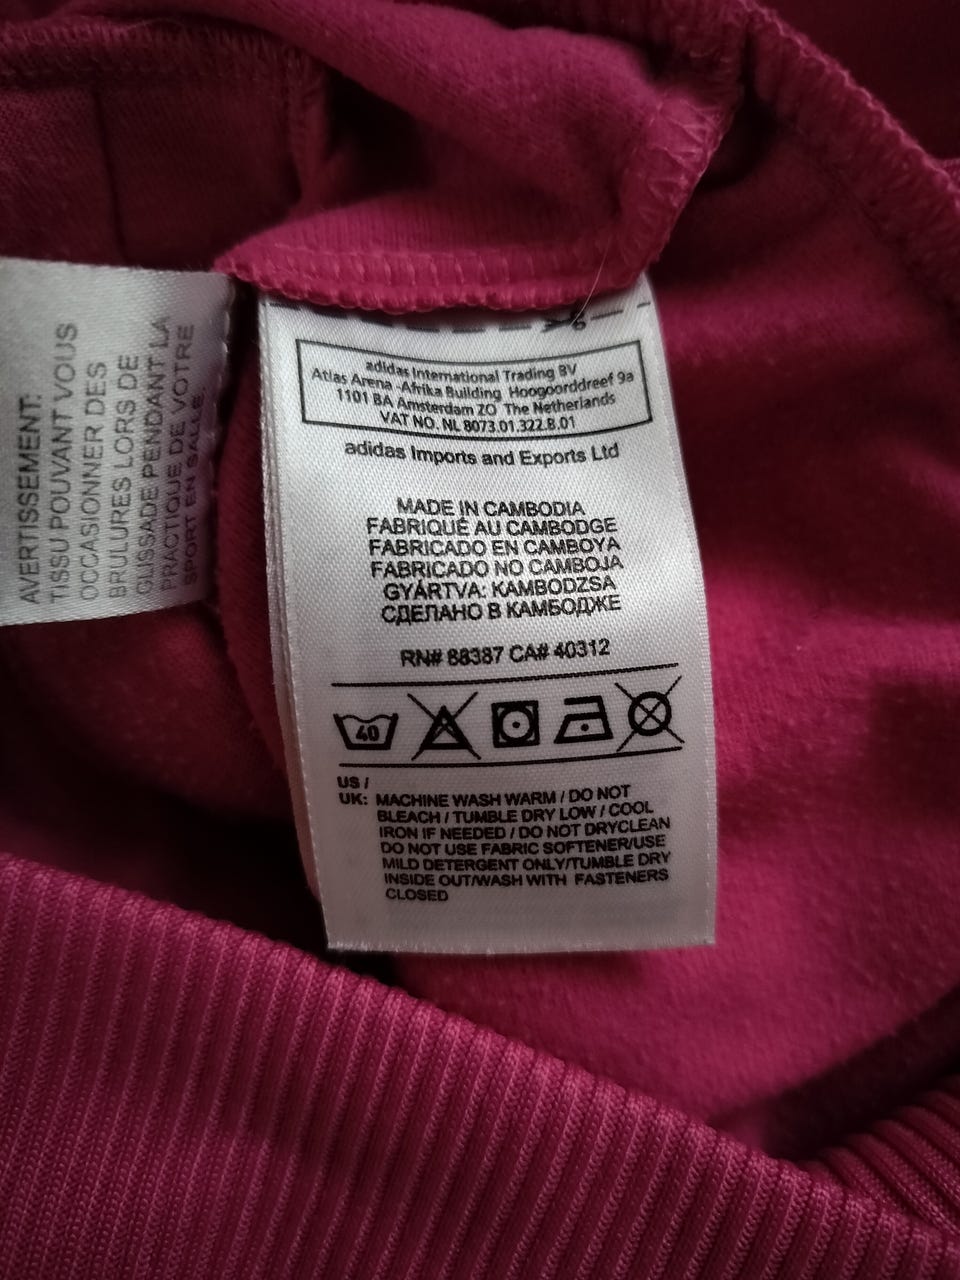 AVERTISSEMENT:
TISSU POUVANT VOUS
OCCASIONNER DES
BRULURES LORS DE
GLISSADE PENDANT LA
PRACTIQUE DE VOTRE
SPORT EN SALLE.
adidas International Trading BV
Atlas Arena -Afrika Building Hoogoorddreef 9a
1101 BA Amsterdam ZO The Netherlands
VAT NO. NL 8073.01.322.B.01
adidas Imports and Exports Ltd
MADE IN CAMBODIA
FABRIQUÉ AU CAMBODGE
FABRICADO EN CAMBOYA
FABRICADO NO CAMBOJA
GYÁRTVA: KAMBODZSA
СДЕЛАНО В КАМБОДЖЕ
RN# 88387 CA# 40312
40
US /
UK: MACHINE WASH WARM / DO NOT
BLEACH / TUMBLE DRY LOW / COOL
IRON IF NEEDED / DO NOT DRYCLEAN
DO NOT USE FABRIC SOFTENER/USE
MILD DETERGENT ONLY/TUMBLE DRY
INSIDE OUT/WASH WITH FASTENERS
CLOSED